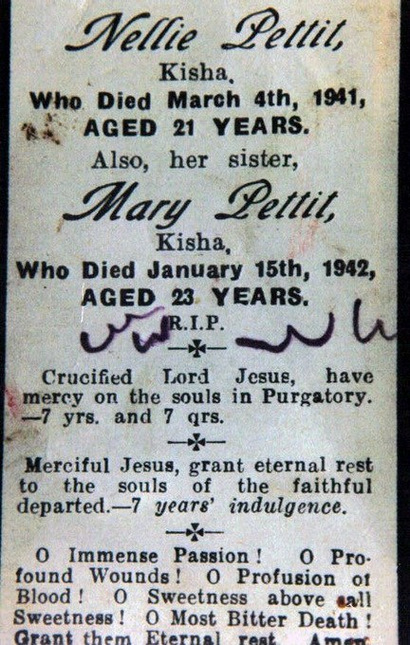 Nellie Pettit,
Kisha.
Who Died March 4th, 1941,
AGED 21 YEARS.
Also, her sister,
Mary Pettit,
Kisha,
Who Died January 15th, 1942,
AGED 23 YEARS.
R.I.P.
Crucified Lord Jesus, have
mercy on the souls in Purgatory.
—7 yrs. and 7 qrs.
Merciful Jesus, grant eternal rest
to the souls of the faithful
departed.—7 years' indulgence.
O Immense Passion! O Pro-
found Wounds! O Profusion of
Blood! O Sweetness above all
Sweetness! O Most Bitter Death!
Grant them Eternal rest. Amen